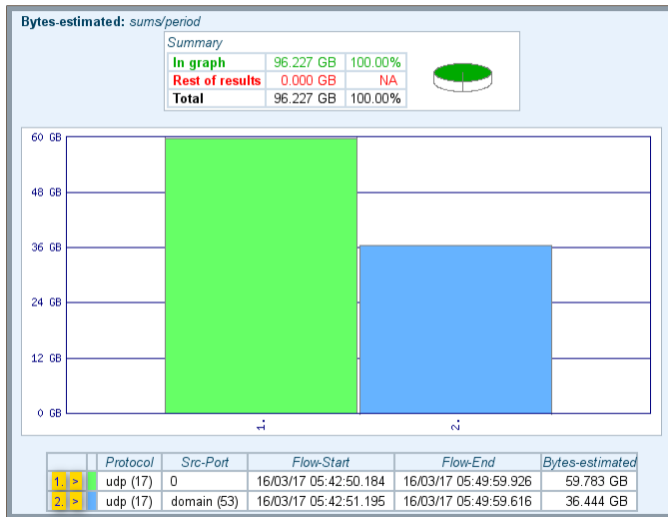 Bytes-estimated: sums/period
Summary
In graph 96.227 GB 100.00%
Rest of results 0.000 GB NA
Total 96.227 GB 100.00%
60 GB
48 GB
36 GB
24 GB
12 GB
0 GB
1.
2.
Protocol Src-Port Flow-Start Flow-End Bytes-estimated
1. > udp (17) 0 16/03/17 05:42:50.184 16/03/17 05:49:59.926 59.783 GB
2. > udp (17) domain (53) 16/03/17 05:42:51.195 16/03/17 05:49:59.616 36.444 GB